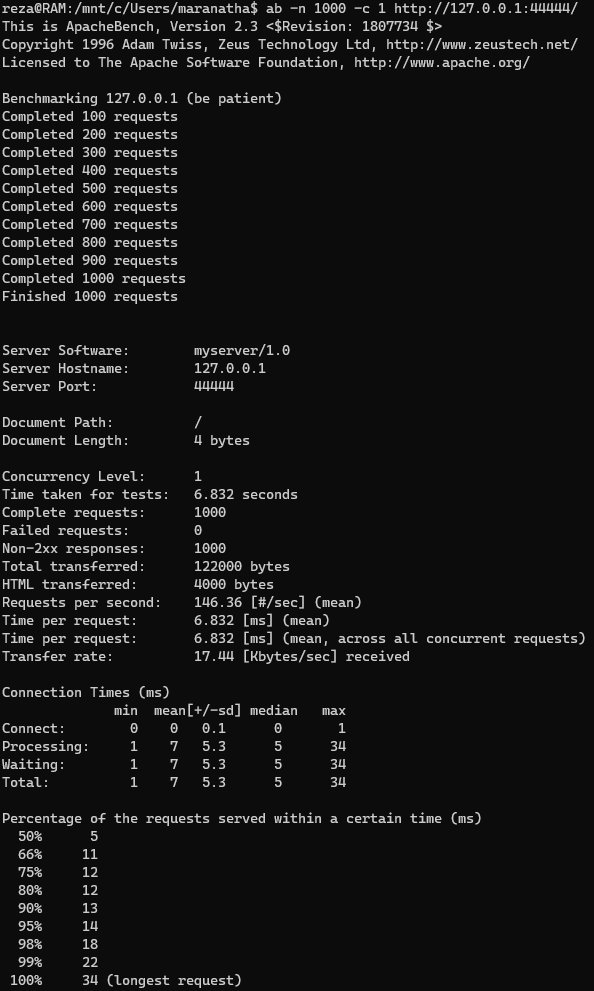 reza@RAM:/mnt/c/Users/maranatha$ ab -n 1000 -c 1 http://127.0.0.1:44444/
This is ApacheBench, Version 2.3 <$Revision: 1807734 $>
Copyright 1996 Adam Twiss, Zeus Technology Ltd, http://www.zeustech.net/
Licensed to The Apache Software Foundation, http://www.apache.org/

Benchmarking 127.0.0.1 (be patient)
Completed 100 requests
Completed 200 requests
Completed 300 requests
Completed 400 requests
Completed 500 requests
Completed 600 requests
Completed 700 requests
Completed 800 requests
Completed 900 requests
Completed 1000 requests
Finished 1000 requests


Server Software:        myserver/1.0
Server Hostname:        127.0.0.1
Server Port:            44444

Document Path:          /
Document Length:        4 bytes

Concurrency Level:      1
Time taken for tests:   6.832 seconds
Complete requests:      1000
Failed requests:        0
Non-2xx responses:      1000
Total transferred:      122000 bytes
HTML transferred:       4000 bytes
Requests per second:    146.36 [#/sec] (mean)
Time per request:       6.832 [ms] (mean)
Time per request:       6.832 [ms] (mean, across all concurrent requests)
Transfer rate:          17.44 [Kbytes/sec] received

Connection Times (ms)
              min  mean[+/-sd] median   max
Connect:        0    0   0.1      0       1
Processing:     1    7   5.3      5      34
Waiting:        1    7   5.3      5      34
Total:          1    7   5.3      5      34

Percentage of the requests served within a certain time (ms)
  50%      5
  66%     11
  75%     12
  80%     12
  90%     13
  95%     14
  98%     18
  99%     22
 100%     34 (longest request)